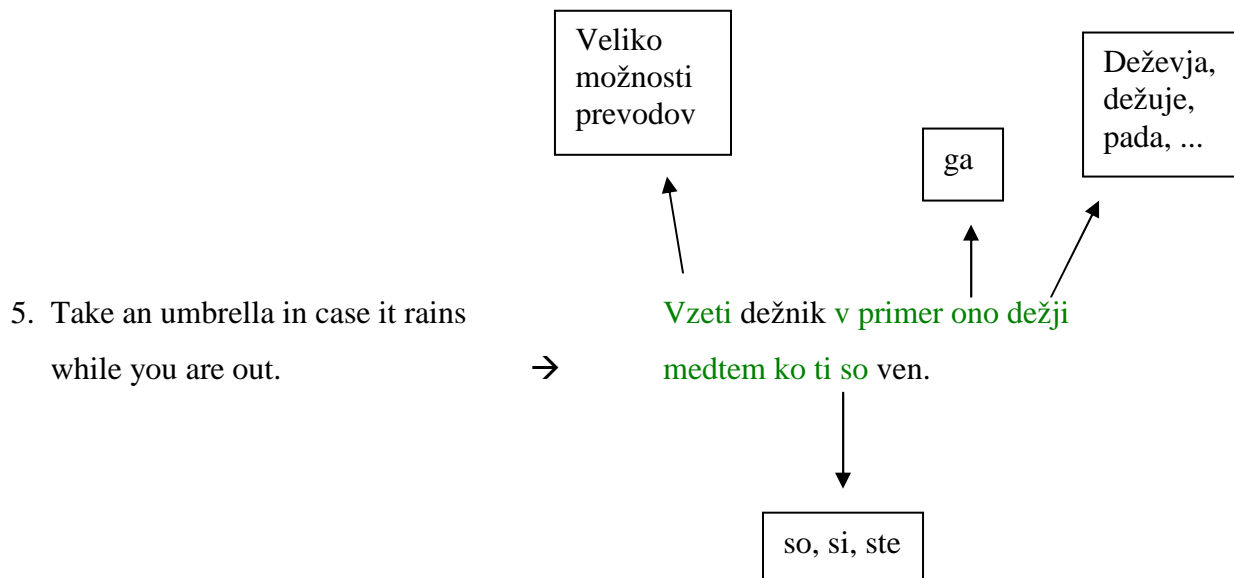 Veliko
možnosti
prevodov
ga
Deževja,
dežuje,
pada, ...
5. Take an umbrella in case it rains
while you are out.
→
Vzeti dežnik v primer ono dežji
medtem ko ti so ven.
so, si, ste